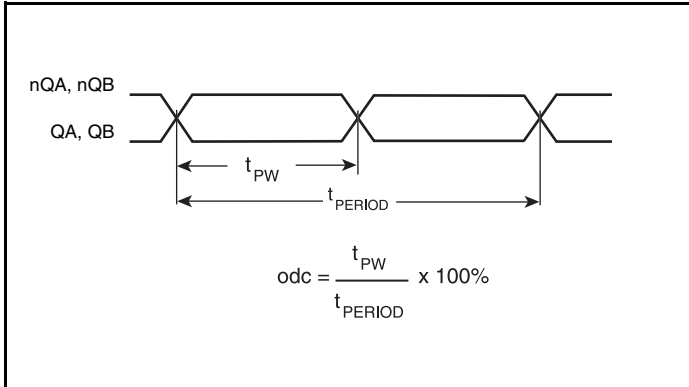 nQA, nQB
QA, QB
tPW
tPERIOD
odc = tPW / tPERIOD x 100%